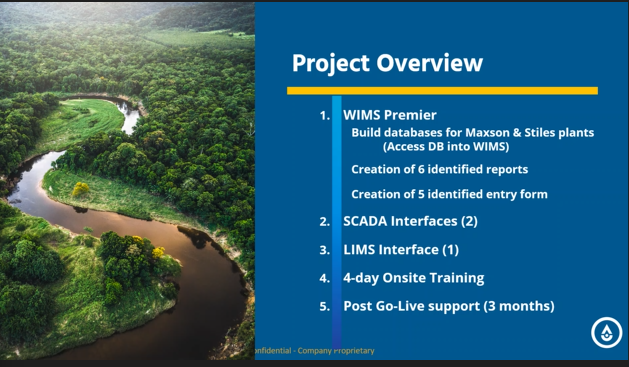 Project Overview
1. WIMS Premier
Build databases for Maxson & Stiles plants
(Access DB into WIMS)
Creation of 6 identified reports
Creation of 5 identified entry form
2. SCADA Interfaces (2)
3. LIMS Interface (1)
4. 4-day Onsite Training
5. Post Go-Live support (3 months)
onfidential - Company Proprietary